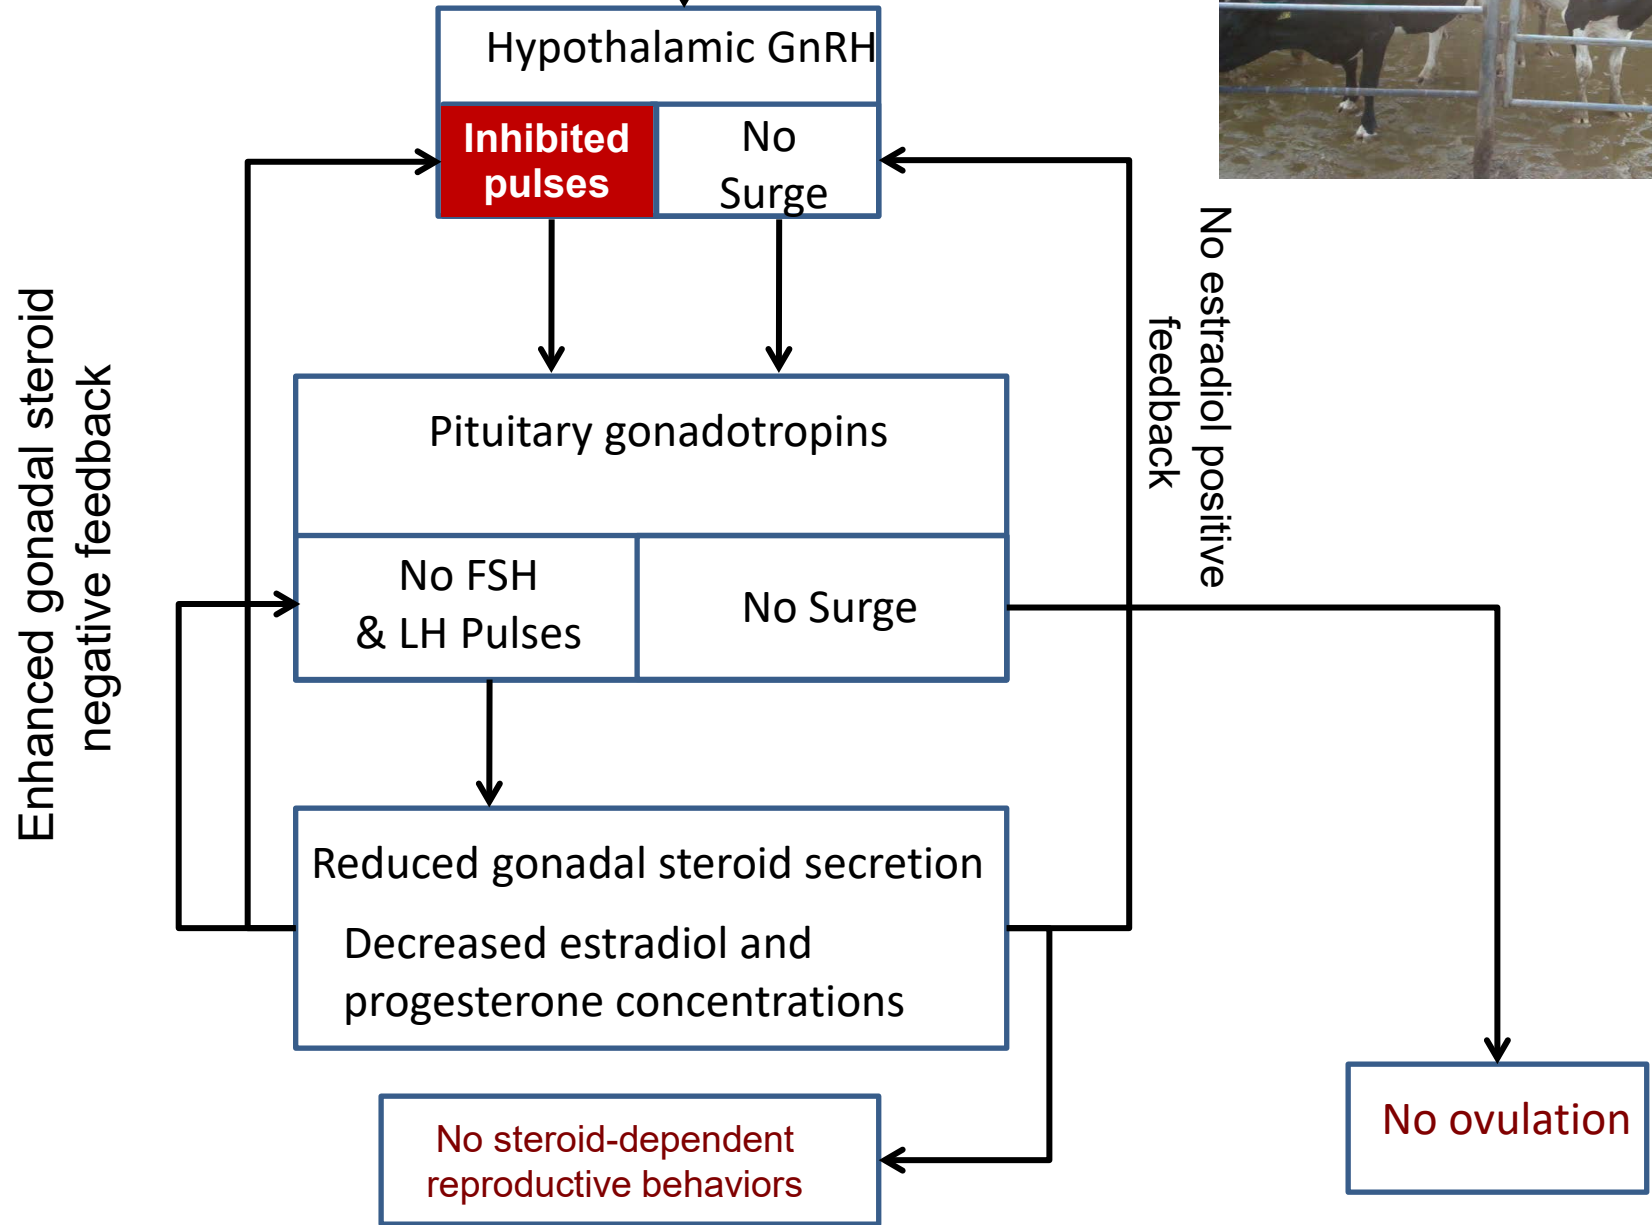 Hypothalamic GnRH
Inhibited
pulses
No
Surge
Enhanced gonadal steroid
negative feedback
No estradiol positive
feedback
Pituitary gonadotropins
No FSH
& LH Pulses
No Surge
Reduced gonadal steroid secretion
Decreased estradiol and
progesterone concentrations
No steroid-dependent
reproductive behaviors
No ovulation